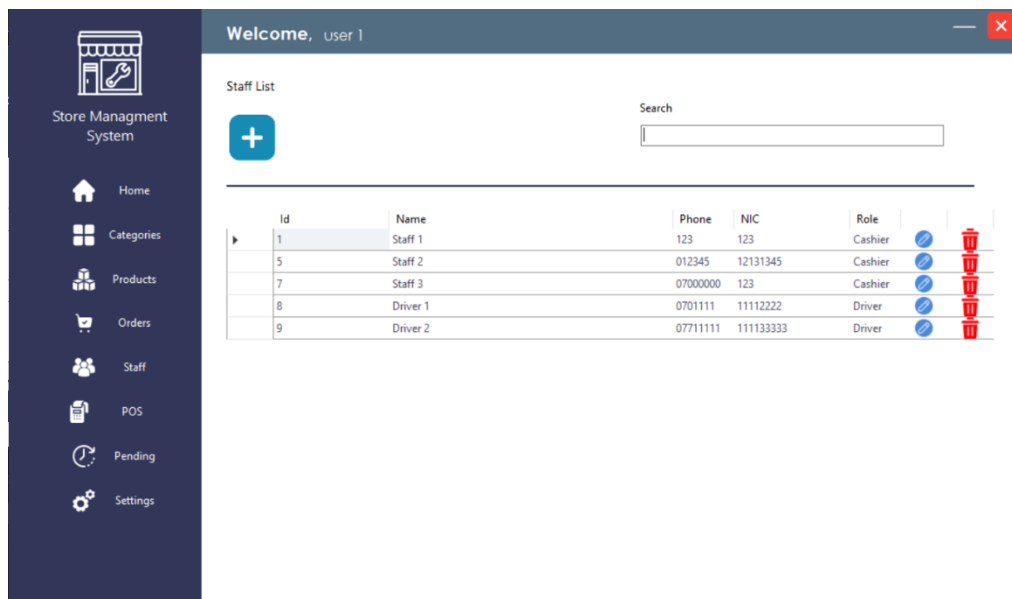 Welcome, user 1
Store Managment
System
Home
Categories
Products
Orders
Staff
POS
Pending
Settings
Staff List
Search
Id Name Phone NIC Role
1 Staff 1 123 123 Cashier
5 Staff 2 012345 12131345 Cashier
7 Staff 3 07000000 123 Cashier
8 Driver 1 0701111 11112222 Driver
9 Driver 2 07711111 111133333 Driver